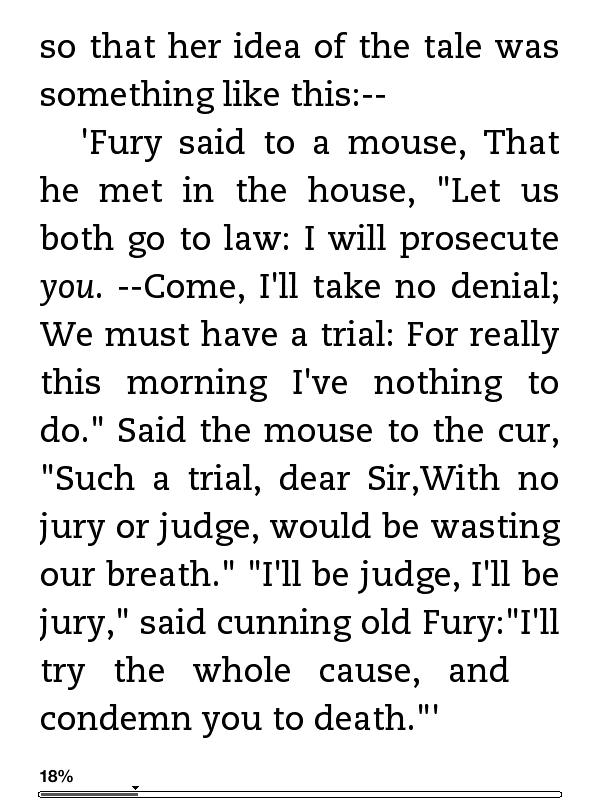 so that her idea of the tale was
something like this:--
'Fury said to a mouse, That
he met in the house, "Let us
both go to law: I will prosecute
you. --Come, I'll take no denial;
We must have a trial: For really
this morning I've nothing to
do." Said the mouse to the cur,
"Such a trial, dear Sir,With no
jury or judge, would be wasting
our breath." "I'll be judge, I'll be
jury," said cunning old Fury:"I'll
try the whole cause, and
condemn you to death."'
18%